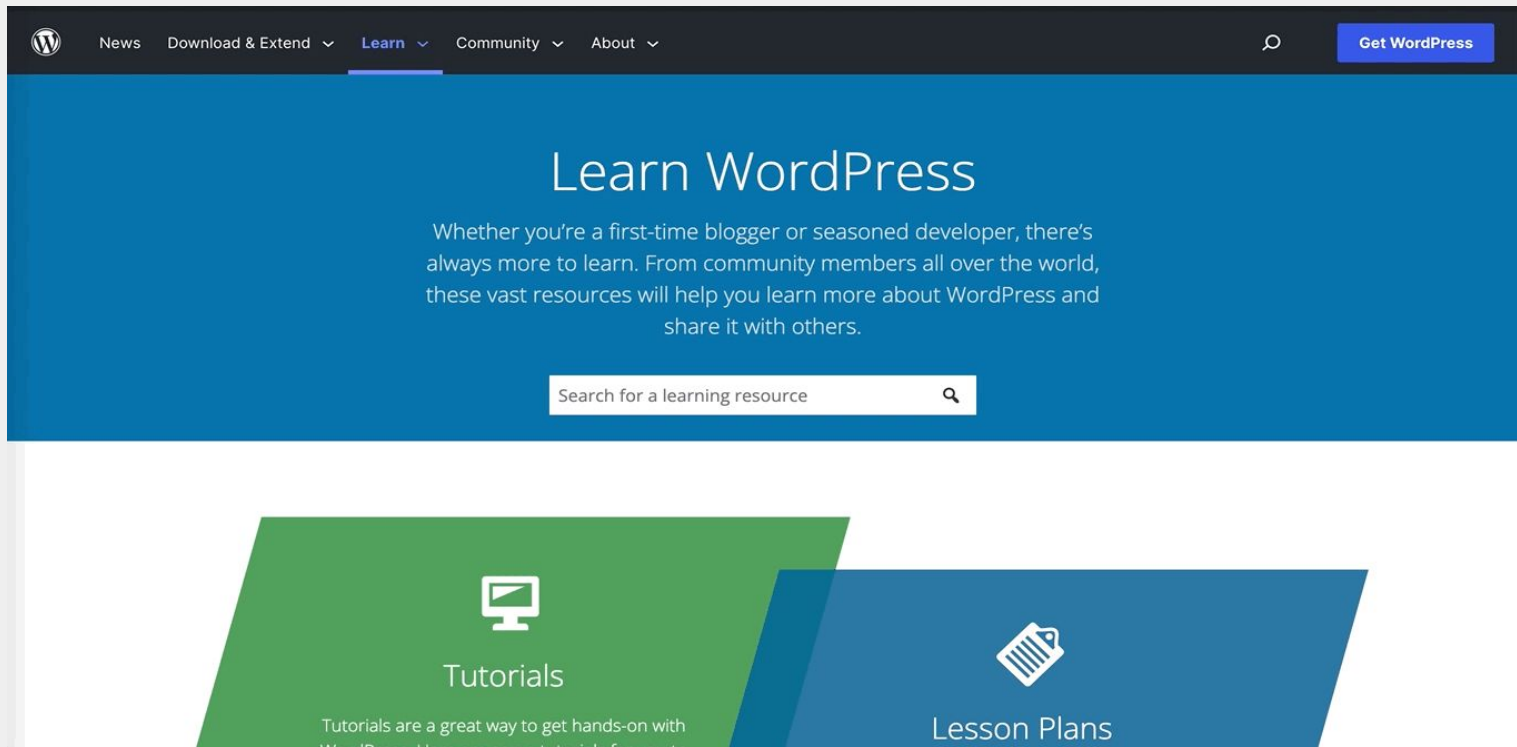 News Download & Extend Learn Community About Get WordPress
Learn WordPress
Whether you’re a first-time blogger or seasoned developer, there’s
always more to learn. From community members all over the world,
these vast resources will help you learn more about WordPress and
share it with others.
Search for a learning resource
Tutorials
Tutorials are a great way to get hands-on with
Lesson Plans